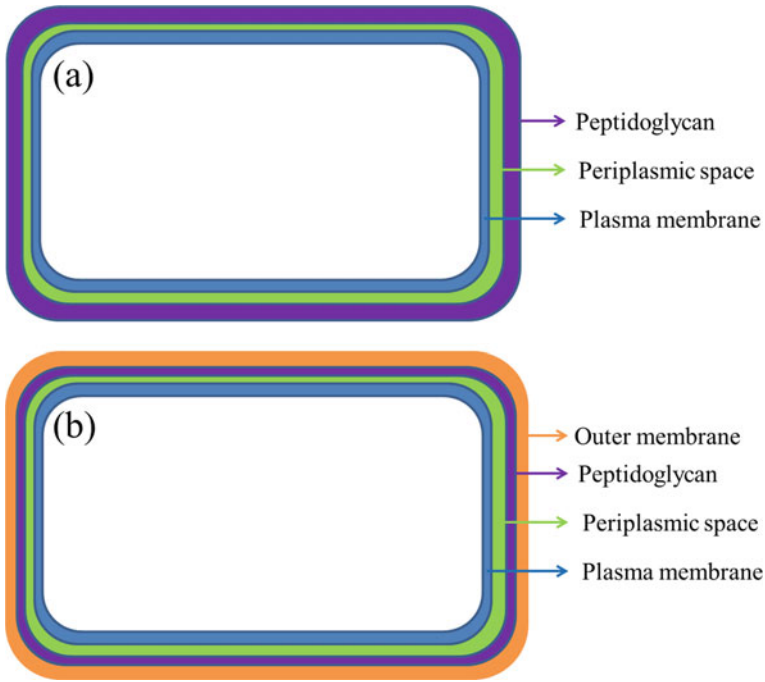 (a)
Peptidoglycan
Periplasmic space
Plasma membrane
(b)
Outer membrane
Peptidoglycan
Periplasmic space
Plasma membrane